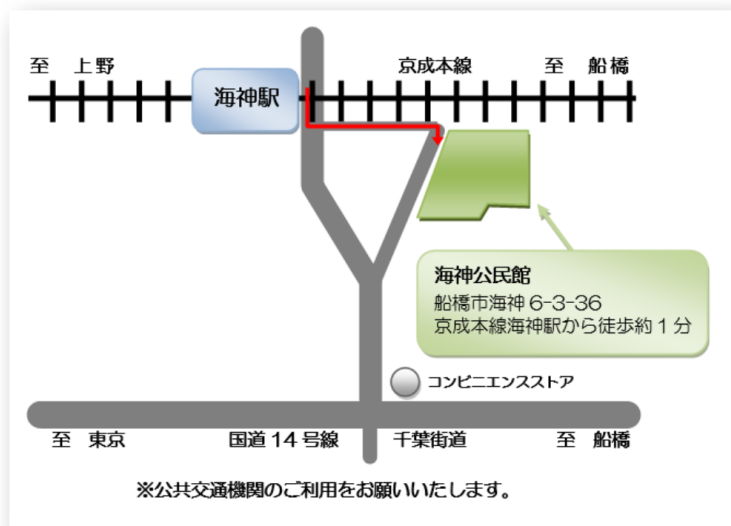 至 上野 京成本線 至 船橋
海神駅
海神公民館
船橋市海神6-3-36
京成本線海神駅から徒歩約1分
コンビニエンスストア
至 東京 国道14号線 千葉街道 至 船橋
※公共交通機関のご利用をお願いいたします。